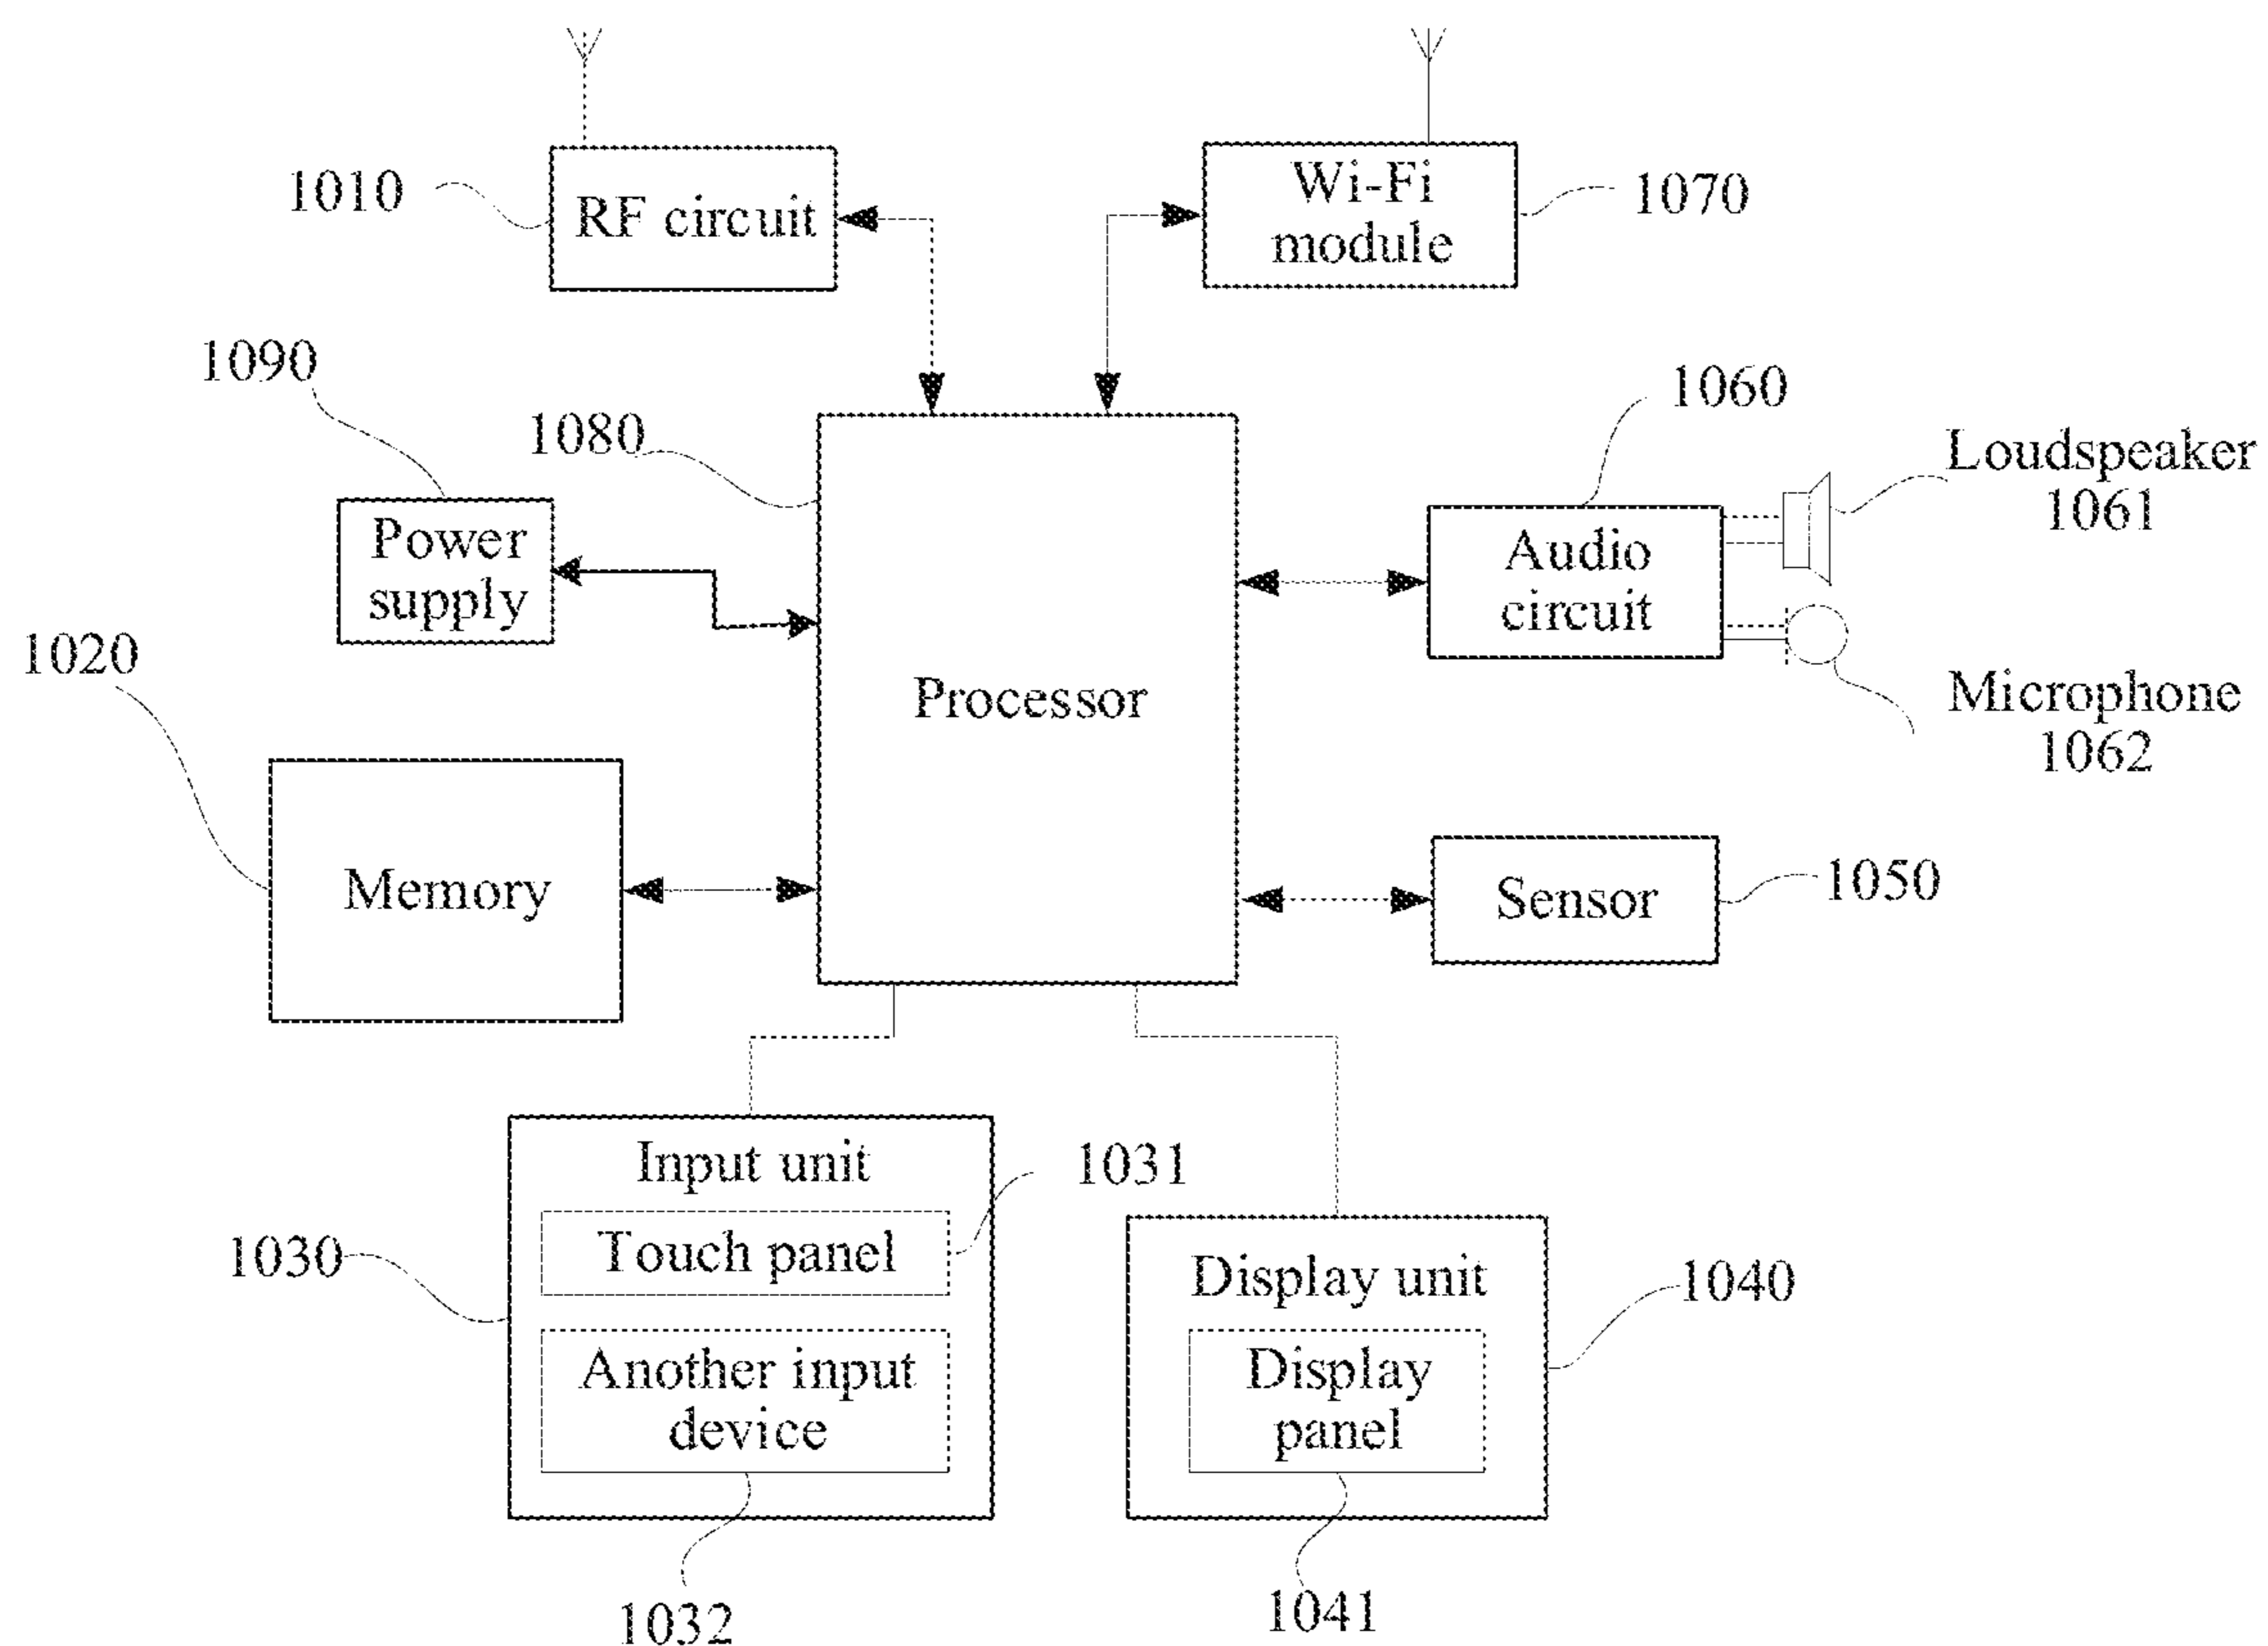 1010
RF circuit
Wi-Fi
module
1070
1090
1080
1060
Loudspeaker
1061
Power
supply
Audio
circuit
1020
Processor
Microphone
1062
Memory
Sensor
1050
Input unit
1031
Touch panel
1030
Display unit
1040
Another input
device
Display
panel
1032
1041